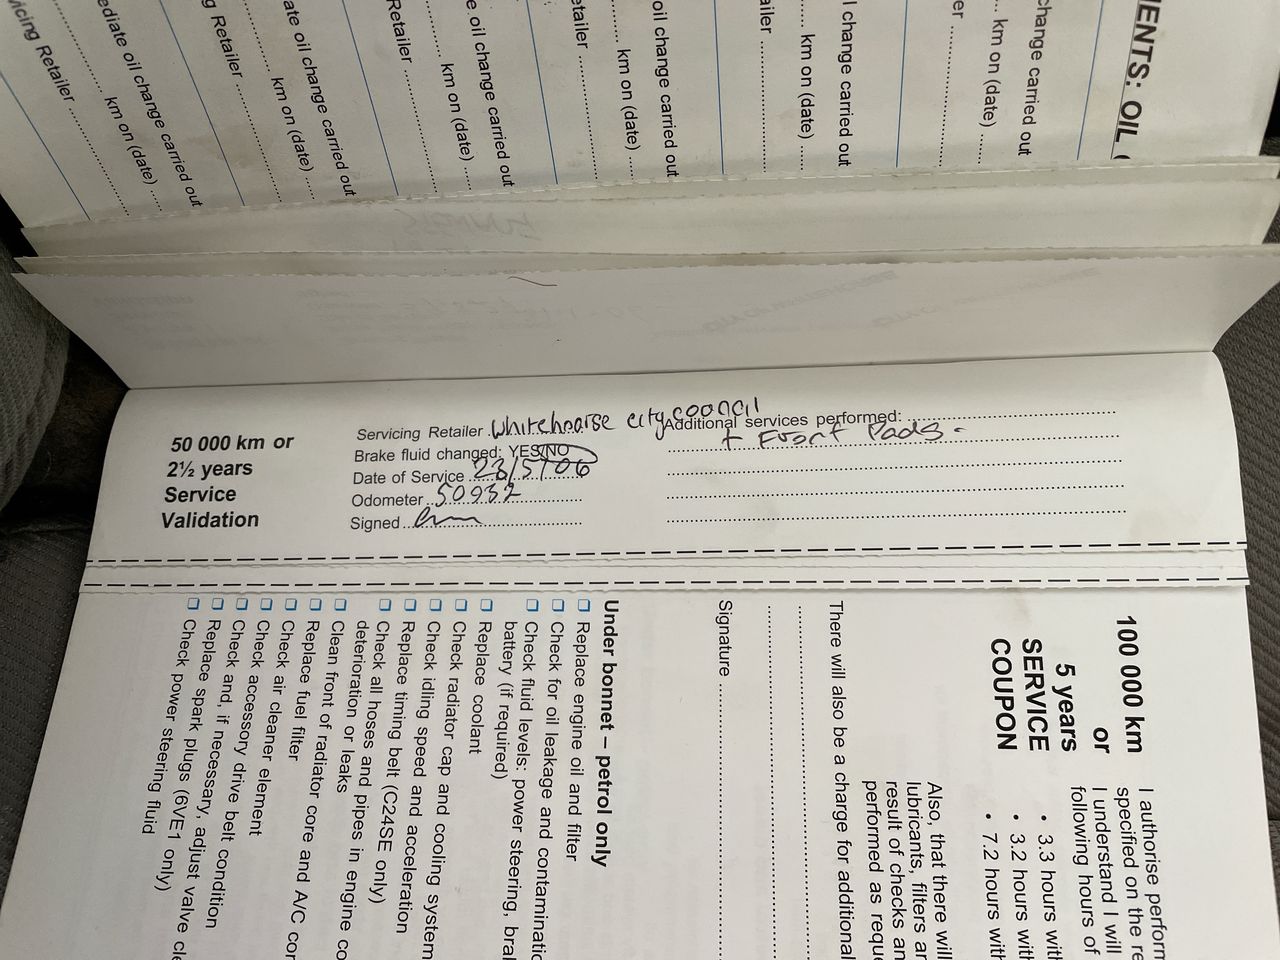 IENTS: OIL
change carried out
km on (date)
l change carried out
km on (date)
ailer
oil change carried out
km on (date)
etailer
e oil change carried out
km on (date)
Retailer
ate oil change carried out
km on (date)
g Retailer
ediate oil change carried out
km on (date)
vicing Retailer
50 000 km or
2½ years
Service
Validation
Servicing Retailer Whitehoarse city council
Brake fluid changed: YES/NO
Date of Service 23/5/06
Odometer 50932
Signed
Additional services performed:
+ Front Pads.
100 000 km
or
5 years
SERVICE
COUPON
I authorise perform
specified on the re
I understand I will
following hours of
• 3.3 hours wit
• 3.2 hours wit
• 7.2 hours wit
Also, that there will
lubricants, filters ar
result of checks an
performed as reque
There will also be a charge for additional
Signature
Under bonnet – petrol only
❑ Replace engine oil and filter
❑ Check for oil leakage and contaminatio
❑ Check fluid levels: power steering, bral
battery (if required)
❑ Replace coolant
❑ Check radiator cap and cooling system
❑ Check idling speed and acceleration
❑ Replace timing belt (C24SE only)
❑ Check all hoses and pipes in engine co
deterioration or leaks
❑ Clean front of radiator core and A/C cor
❑ Replace fuel filter
❑ Check air cleaner element
❑ Check accessory drive belt condition
❑ Check and, if necessary, adjust valve cle
❑ Replace spark plugs (6VE1 only)
❑ Check power steering fluid